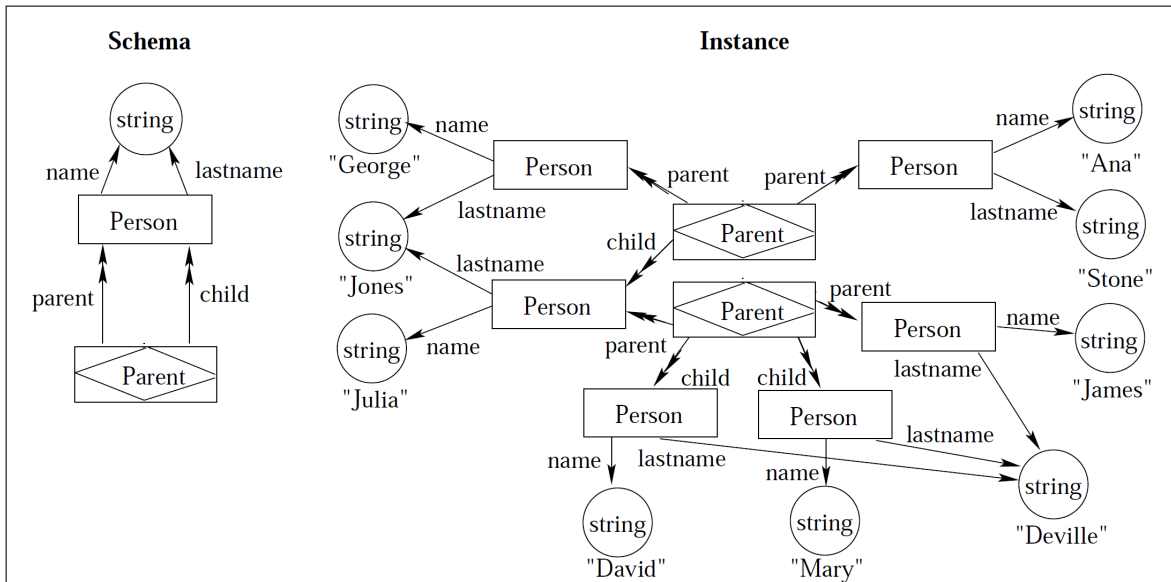 Schema
string
name
lastname
Person
parent
child
Parent
Instance
string
name
"George"
Person
lastname
parent
parent
Person
name
string
"Ana"
lastname
string
"Stone"
Parent
child
string
"Jones"
lastname
Person
name
string
"Julia"
Parent
parent
parent
Person
name
string
"James"
lastname
child
child
Person
Person
name
lastname
name
lastname
string
"David"
string
"Mary"
string
"Deville"